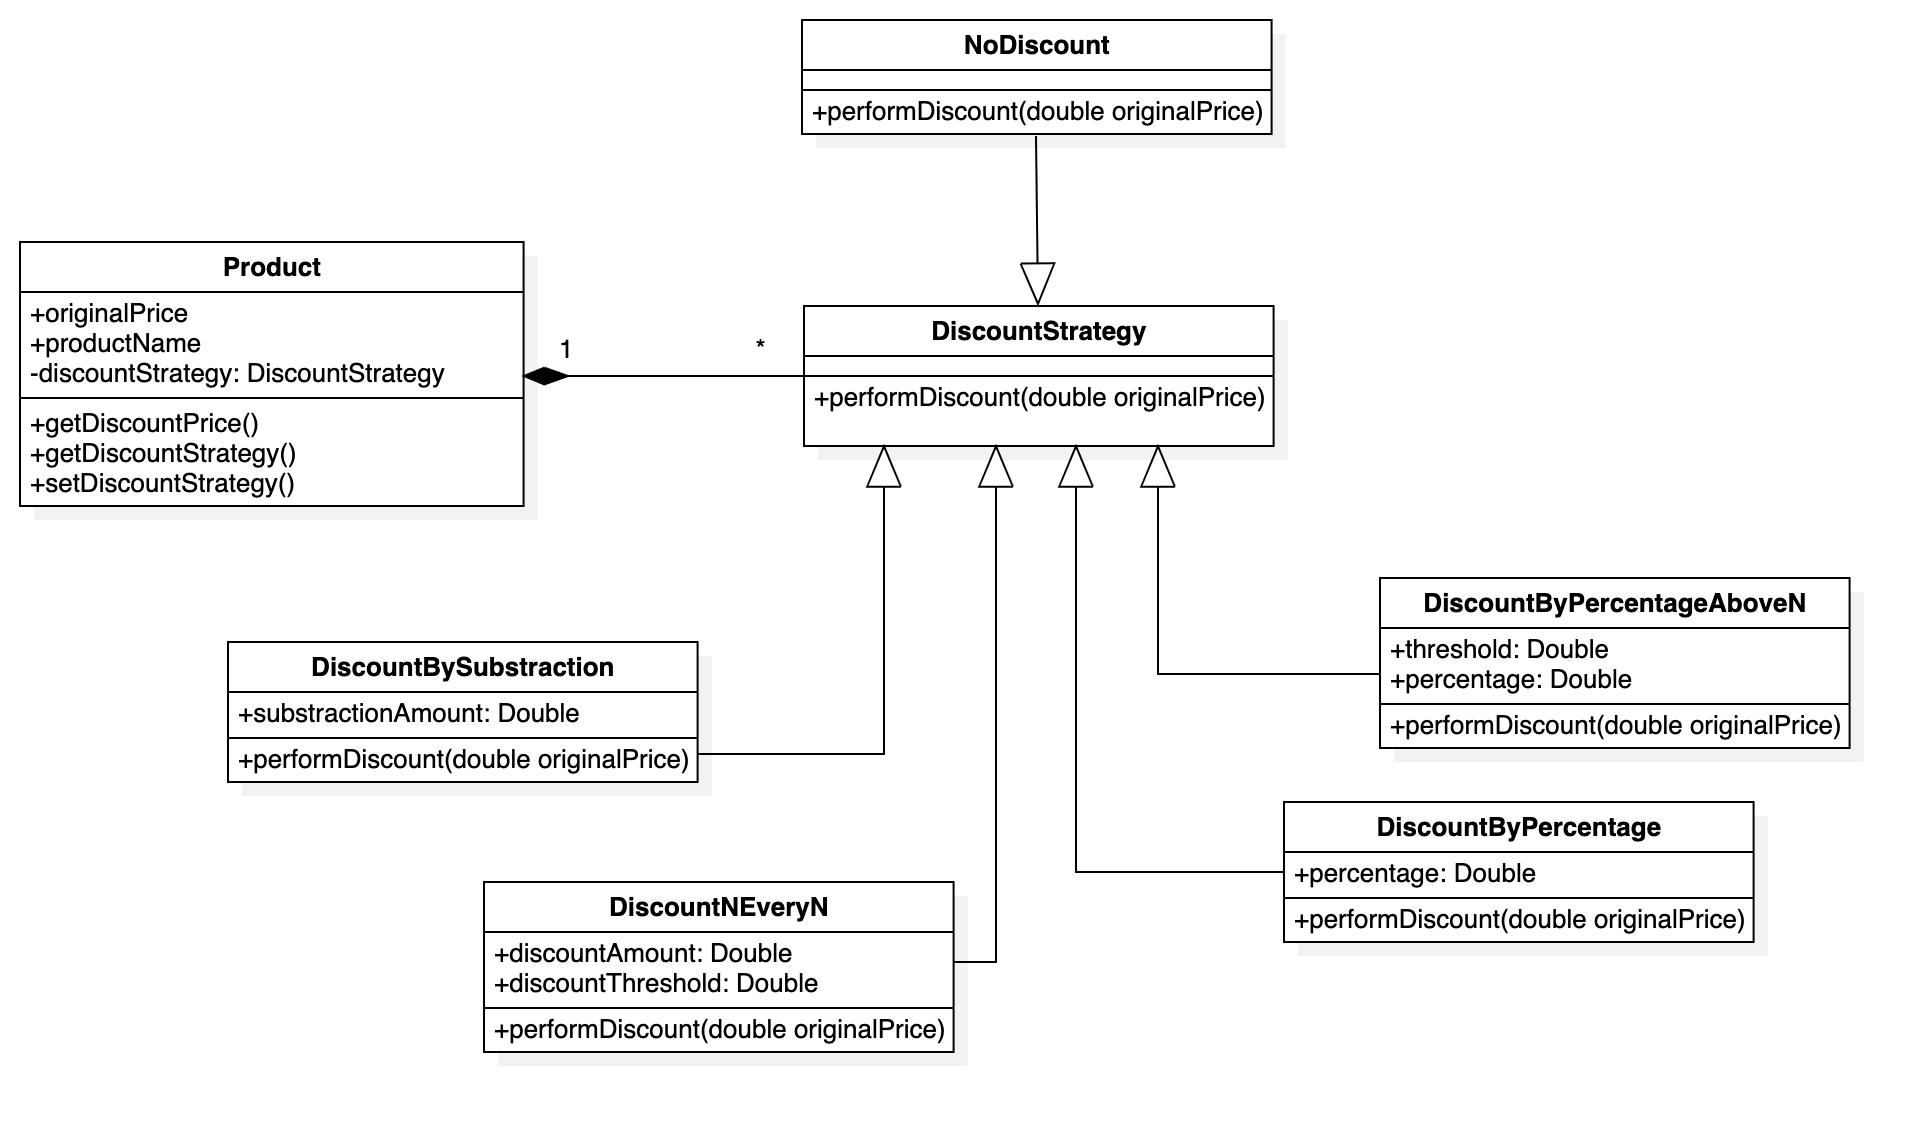 NoDiscount
+performDiscount(double originalPrice)
Product
+originalPrice
+productName
-discountStrategy: DiscountStrategy
+getDiscountPrice()
+getDiscountStrategy()
+setDiscountStrategy()
1
*
DiscountStrategy
+performDiscount(double originalPrice)
DiscountByPercentageAboveN
+threshold: Double
+percentage: Double
+performDiscount(double originalPrice)
DiscountBySubstraction
+substractionAmount: Double
+performDiscount(double originalPrice)
DiscountByPercentage
+percentage: Double
+performDiscount(double originalPrice)
DiscountNEveryN
+discountAmount: Double
+discountThreshold: Double
+performDiscount(double originalPrice)